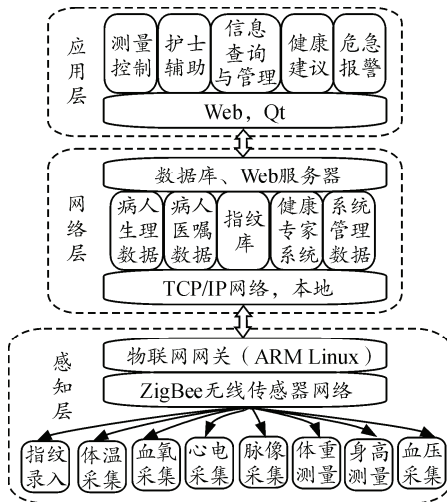 应用层
测量控制
护士辅助
信息查询与管理
健康建议
危急报警
Web，Qt
网络层
数据库、Web服务器
病人生理数据
病人医嘱数据
指纹库
健康专家系统
系统管理数据
TCP/IP网络，本地
感知层
物联网网关（ARM Linux）
ZigBee无线传感器网络
指纹录入
体温采集
血氧采集
心电采集
脉像采集
体重测量
身高测量
血压采集